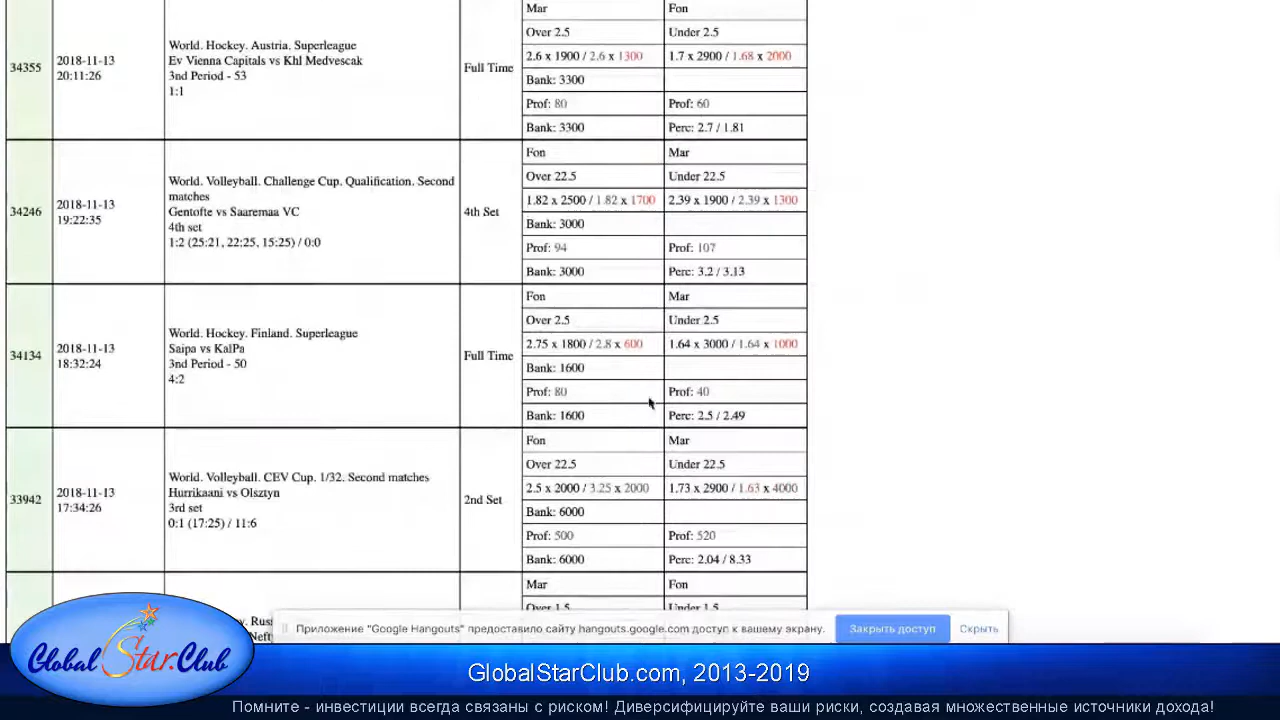 Mar Fon
Over 2.5 Under 2.5
34355 2018-11-13 20:11:26 World. Hockey. Austria. Superleague
Ev Vienna Capitals vs Khl Medvescak
3nd Period - 53
1:1
Full Time
2.6 x 1900 / 2.6 x 1300 1.7 x 2900 / 1.68 x 2000
Bank: 3300
Prof: 80 Prof: 60
Bank: 3300 Perc: 2.7 / 1.81
Fon Mar
Over 22.5 Under 22.5
34246 2018-11-13 19:22:35 World. Volleyball. Challenge Cup. Qualification. Second
matches
Gentofte vs Saaremaa VC
4th set
1:2 (25:21, 22:25, 15:25) / 0:0
4th Set
1.82 x 2500 / 1.82 x 1700 2.39 x 1900 / 2.39 x 1300
Bank: 3000
Prof: 94 Prof: 107
Bank: 3000 Perc: 3.2 / 3.13
Fon Mar
Over 2.5 Under 2.5
34134 2018-11-13 18:32:24 World. Hockey. Finland. Superleague
Saipa vs KalPa
3nd Period - 50
4:2
Full Time
2.75 x 1800 / 2.8 x 600 1.64 x 3000 / 1.64 x 1000
Bank: 1600
Prof: 80 Prof: 40
Bank: 1600 Perc: 2.5 / 2.49
Fon Mar
Over 22.5 Under 22.5
33942 2018-11-13 17:34:26 World. Volleyball. CEV Cup. 1/32. Second matches
Hurrikaani vs Olsztyn
3rd set
0:1 (17:25) / 11:6
2nd Set
2.5 x 2000 / 3.25 x 2000 1.73 x 2900 / 1.63 x 4000
Bank: 6000
Prof: 500 Prof: 520
Bank: 6000 Perc: 2.04 / 8.33
Mar Fon
Over 1.5 Under 1.5
Приложение "Google Hangouts" предоставило сайту hangouts.google.com доступ к вашему экрану. Закрыть доступ Скрыть
Global Star.Club
GlobalStarClub.com, 2013-2019
Помните - инвестиции всегда связаны с риском! Диверсифицируйте ваши риски, создавая множественные источники дохода!